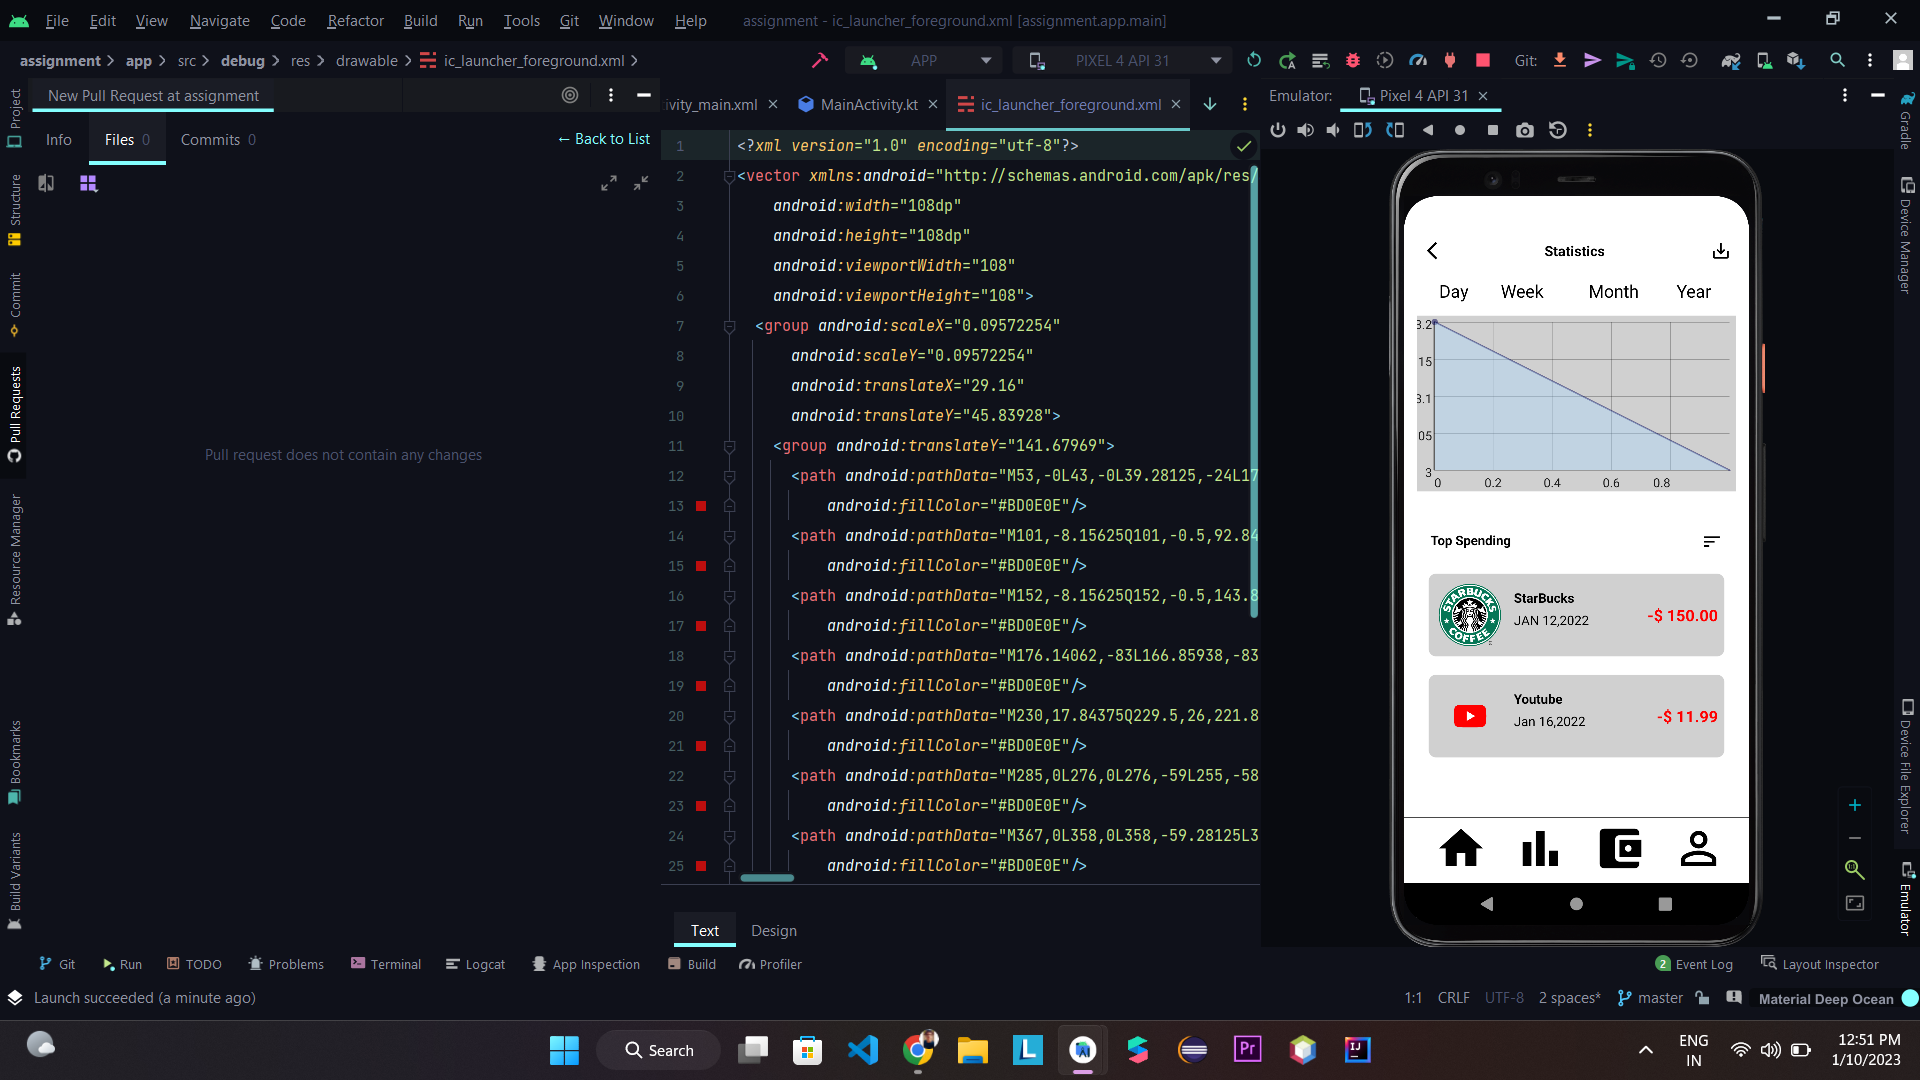 File Edit View Navigate Code Refactor Build Run Tools Git Window Help assignment - ic_launcher_foreground.xml [assignment.app.main]
assignment app src debug res drawable ic_launcher_foreground.xml APP PIXEL 4 API 31 Git:
New Pull Request at assignment
Info Files 0 Commits 0 ← Back to List
Pull request does not contain any changes
Project
Structure
Commit
Pull Requests
Resource Manager
Bookmarks
Build Variants
ivity_main.xml MainActivity.kt ic_launcher_foreground.xml
1 <?xml version="1.0" encoding="utf-8"?>
2 <vector xmlns:android="http://schemas.android.com/apk/res/
3 android:width="108dp"
4 android:height="108dp"
5 android:viewportWidth="108"
6 android:viewportHeight="108">
7 <group android:scaleX="0.09572254"
8 android:scaleY="0.09572254"
9 android:translateX="29.16"
10 android:translateY="45.83928">
11 <group android:translateY="141.67969">
12 <path android:pathData="M53,-0L43,-0L39.28125,-24L17
13 android:fillColor="#BD0E0E"/>
14 <path android:pathData="M101,-8.15625Q101,-0.5,92.84
15 android:fillColor="#BD0E0E"/>
16 <path android:pathData="M152,-8.15625Q152,-0.5,143.8
17 android:fillColor="#BD0E0E"/>
18 <path android:pathData="M176.14062,-83L166.85938,-83
19 android:fillColor="#BD0E0E"/>
20 <path android:pathData="M230,17.84375Q229.5,26,221.8
21 android:fillColor="#BD0E0E"/>
22 <path android:pathData="M285,0L276,0L276,-59L255,-58
23 android:fillColor="#BD0E0E"/>
24 <path android:pathData="M367,0L358,0L358,-59.28125L3
25 android:fillColor="#BD0E0E"/>
Text Design
Emulator: Pixel 4 API 31
Statistics
Day Week Month Year
3.2
15
3.1
05
3
0 0.2 0.4 0.6 0.8
Top Spending
STARBUCKS
COFFEE
StarBucks
JAN 12,2022
-$ 150.00
Youtube
Jan 16,2022
-$ 11.99
Gradle
Device Manager
Device File Explorer
Emulator
Git Run TODO Problems Terminal Logcat App Inspection Build Profiler 2 Event Log Layout Inspector
Launch succeeded (a minute ago) 1:1 CRLF UTF-8 2 spaces* master Material Deep Ocean
Search L Pr IJ
ENG
IN
12:51 PM
1/10/2023